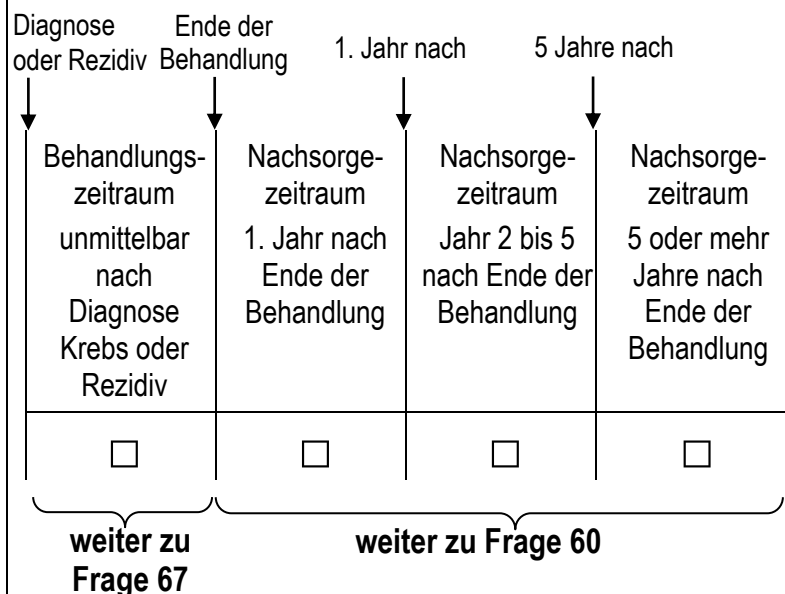 Diagnose
oder Rezidiv
Ende der
Behandlung
1. Jahr nach
5 Jahre nach
Behandlungs-
zeitraum
unmittelbar
nach
Diagnose
Krebs oder
Rezidiv
Nachsorge-
zeitraum
1. Jahr nach
Ende der
Behandlung
Nachsorge-
zeitraum
Jahr 2 bis 5
nach Ende der
Behandlung
Nachsorge-
zeitraum
5 oder mehr
Jahre nach
Ende der
Behandlung
☐
☐
☐
☐
weiter zu
Frage 67
weiter zu Frage 60